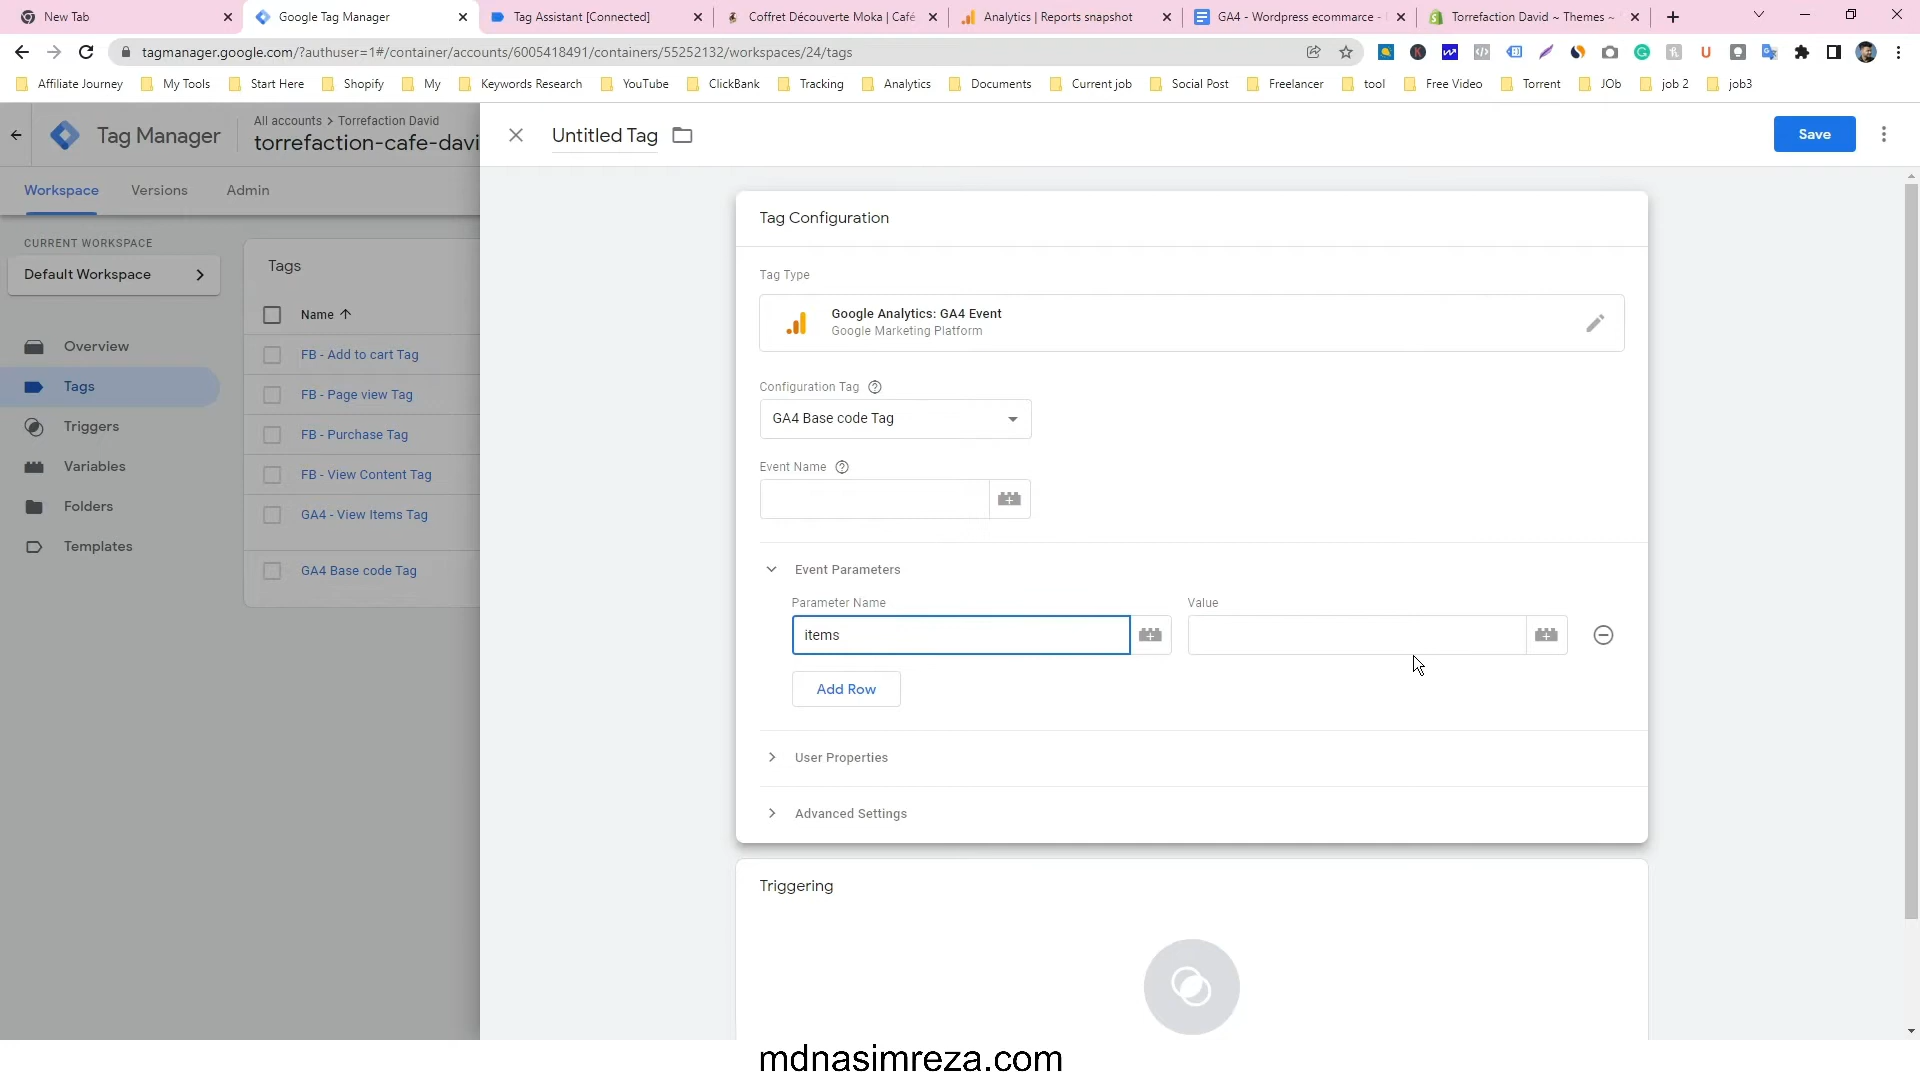 New Tab
Google Tag Manager
Tag Assistant [Connected]
Coffret Découverte Moka | Café
Analytics | Reports snapshot
GA4 - Wordpress ecommarce -
Torrefaction David ~ Themes ~
tagmanager.google.com/?authuser=1#/container/accounts/6005418491/containers/55252132/workspaces/24/tags
Affiliate Journey
My Tools
Start Here
Shopify
My
Keywords Research
YouTube
ClickBank
Tracking
Analytics
Documents
Current job
Social Post
Freelancer
tool
Free Video
Torrent
JOb
job 2
job3
Tag Manager
All accounts > Torrefaction David
torrefaction-cafe-davi
Untitled Tag
Save
Workspace
Versions
Admin
CURRENT WORKSPACE
Default Workspace
Overview
Tags
Triggers
Variables
Folders
Templates
Tags
Name
FB - Add to cart Tag
FB - Page view Tag
FB - Purchase Tag
FB - View Content Tag
GA4 - View Items Tag
GA4 Base code Tag
Tag Configuration
Tag Type
Google Analytics: GA4 Event
Google Marketing Platform
Configuration Tag
GA4 Base code Tag
Event Name
Event Parameters
Parameter Name
Value
items
Add Row
User Properties
Advanced Settings
Triggering
mdnasimreza.com